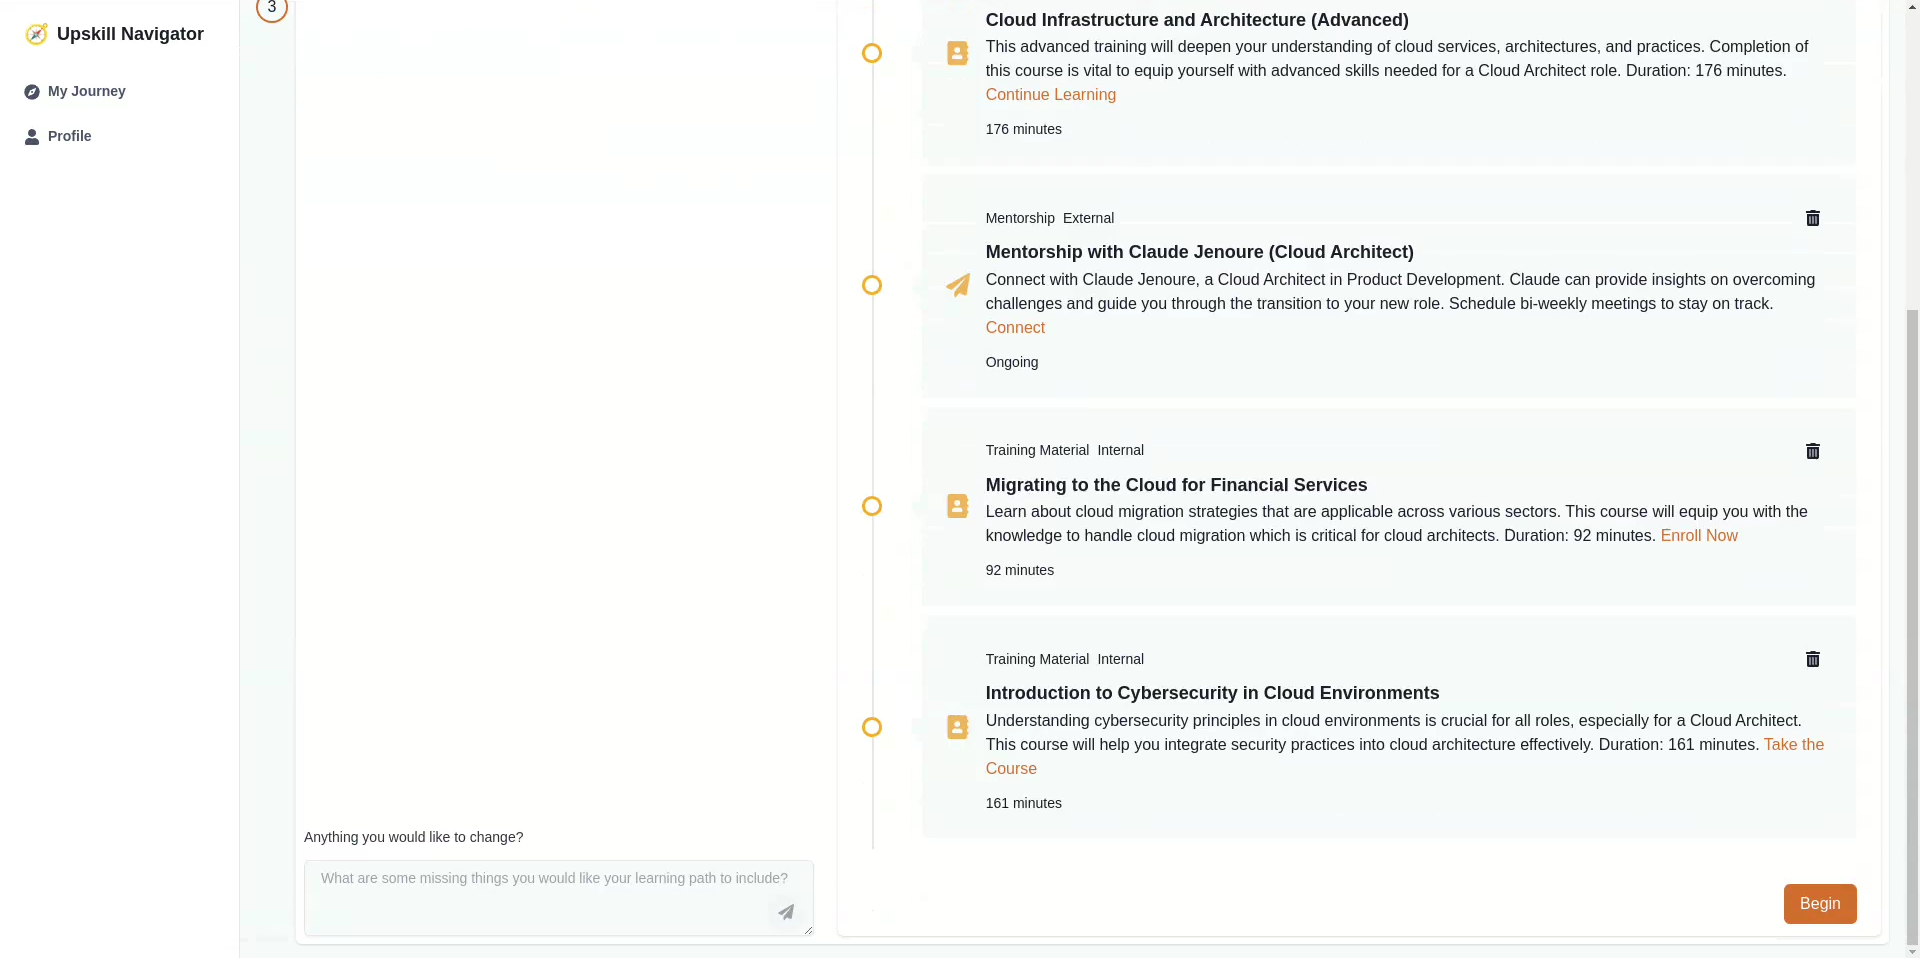 Upskill Navigator
My Journey
Profile
3
Anything you would like to change?
What are some missing things you would like your learning path to include?
Cloud Infrastructure and Architecture (Advanced)
This advanced training will deepen your understanding of cloud services, architectures, and practices. Completion of
this course is vital to equip yourself with advanced skills needed for a Cloud Architect role. Duration: 176 minutes.
Continue Learning
176 minutes
Mentorship External
Mentorship with Claude Jenoure (Cloud Architect)
Connect with Claude Jenoure, a Cloud Architect in Product Development. Claude can provide insights on overcoming
challenges and guide you through the transition to your new role. Schedule bi-weekly meetings to stay on track.
Connect
Ongoing
Training Material Internal
Migrating to the Cloud for Financial Services
Learn about cloud migration strategies that are applicable across various sectors. This course will equip you with the
knowledge to handle cloud migration which is critical for cloud architects. Duration: 92 minutes. Enroll Now
92 minutes
Training Material Internal
Introduction to Cybersecurity in Cloud Environments
Understanding cybersecurity principles in cloud environments is crucial for all roles, especially for a Cloud Architect.
This course will help you integrate security practices into cloud architecture effectively. Duration: 161 minutes. Take the
Course
161 minutes
Begin